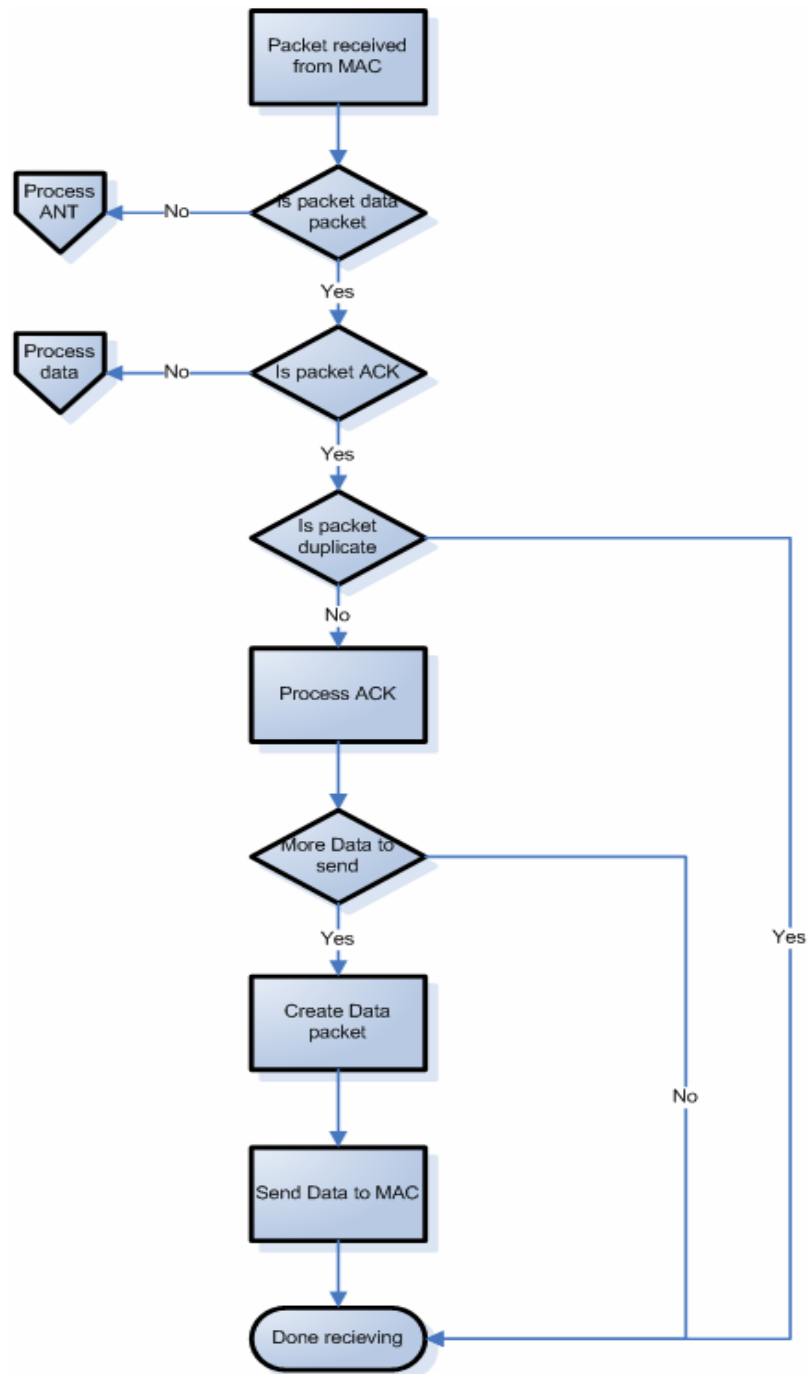 Packet received
from MAC
Process
ANT
No
Is packet data
packet
Yes
Process
data
No
Is packet ACK
Yes
Is packet
duplicate
No
Process ACK
More Data to
send
Yes
Yes
Create Data
packet
No
Send Data to MAC
Done recieving